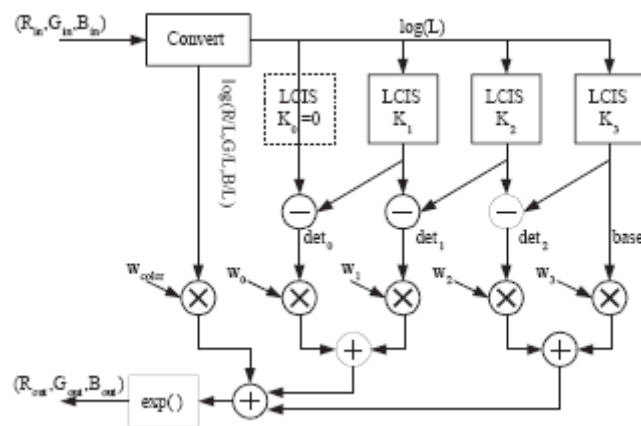 (R_in,G_in,B_in)
Convert
log(L)
log(R/L,G/L,B/L)
LCIS K_0=0
LCIS K_1
LCIS K_2
LCIS K_3
−
−
−
det_0
det_1
det_2
base
w_color
w_0
w_1
w_2
w_3
×
×
×
×
×
+
+
(R_out,G_out,B_out)
exp()
+